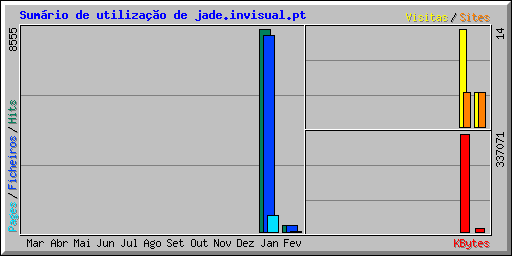 Sumário de utilização de jade.invisual.pt
Visitas/Sites
8555
14
Pages/Ficheiros/Hits
337071
Mar Abr Mai Jun Jul Ago Set Out Nov Dez Jan Fev
KBytes